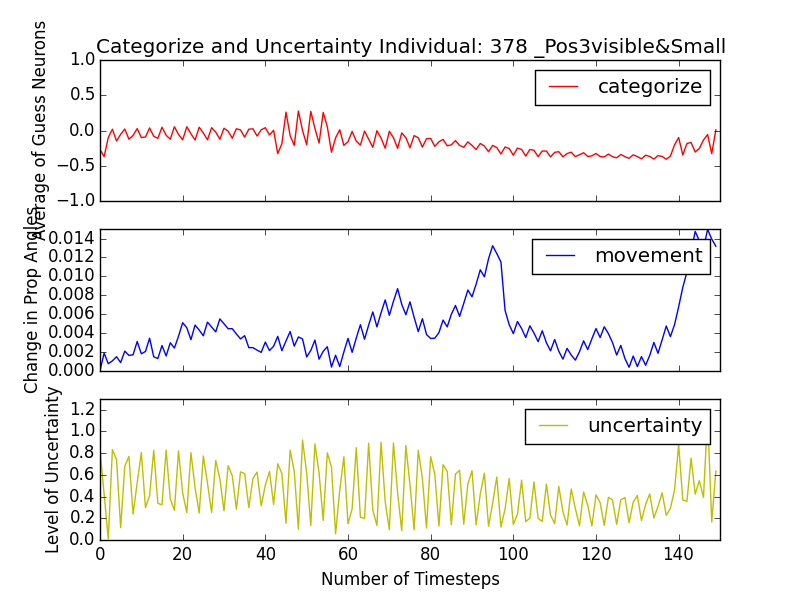 Categorize and Uncertainty Individual: 378 _Pos3visible&Small
Average of Guess Neurons
1.0
0.5
0.0
−0.5
−1.0
categorize
Change in Prop Angles
0.014
0.012
0.010
0.008
0.006
0.004
0.002
0.000
movement
Level of Uncertainty
1.2
1.0
0.8
0.6
0.4
0.2
0.0
uncertainty
0 20 40 60 80 100 120 140
Number of Timesteps